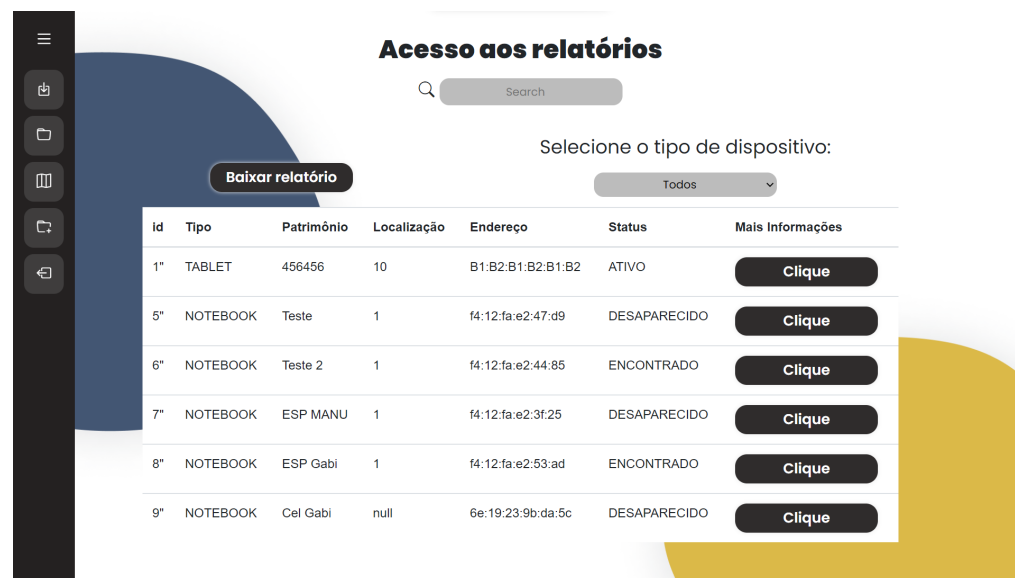 Acesso aos relatórios
Search
Selecione o tipo de dispositivo:
Baixar relatório
Todos
id Tipo Patrimônio Localização Endereço Status Mais Informações
1" TABLET 456456 10 B1:B2:B1:B2:B1:B2 ATIVO Clique
5" NOTEBOOK Teste 1 f4:12:fa:e2:47:d9 DESAPARECIDO Clique
6" NOTEBOOK Teste 2 1 f4:12:fa:e2:44:85 ENCONTRADO Clique
7" NOTEBOOK ESP MANU 1 f4:12:fa:e2:3f:25 DESAPARECIDO Clique
8" NOTEBOOK ESP Gabi 1 f4:12:fa:e2:53:ad ENCONTRADO Clique
9" NOTEBOOK Cel Gabi null 6e:19:23:9b:da:5c DESAPARECIDO Clique